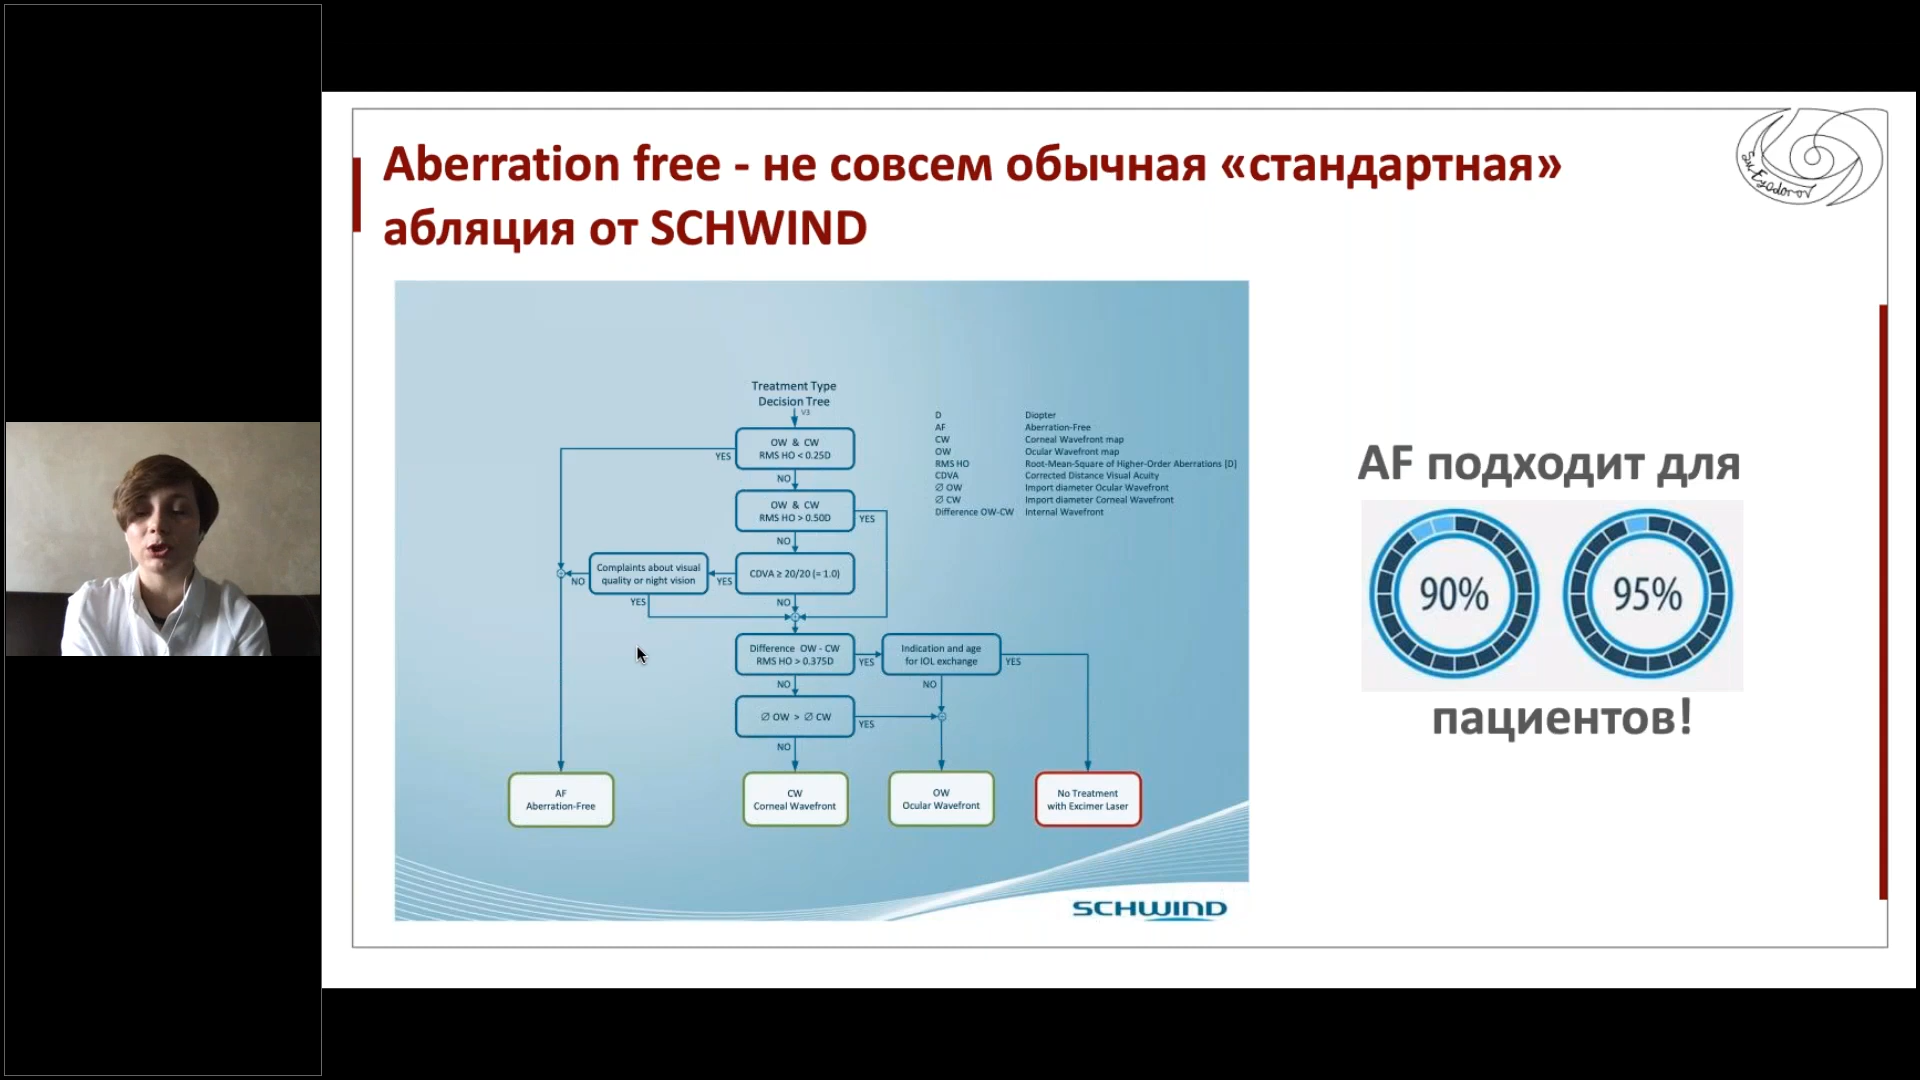 Aberration free - не совсем обычная «стандартная»
абляция от SCHWIND
Treatment Type
Decision Tree
V3
OW & CW
RMS HO < 0.25D
YES
NO
OW & CW
RMS HO > 0.50D
YES
NO
Complaints about visual
quality or night vision
NO
YES
YES
CDVA ≥ 20/20 (= 1.0)
NO
Difference OW - CW
RMS HO > 0.375D
YES
NO
Indication and age
for IOL exchange
YES
NO
∅ OW > ∅ CW
YES
NO
AF
Aberration-Free
CW
Corneal Wavefront
OW
Ocular Wavefront
No Treatment
with Excimer Laser
D Diopter
AF Aberration-Free
CW Corneal Wavefront map
OW Ocular Wavefront map
RMS HO Root-Mean-Square of Higher-Order Aberrations [D]
CDVA Corrected Distance Visual Acuity
∅ OW Import diameter Ocular Wavefront
∅ CW Import diameter Corneal Wavefront
Difference OW-CW Internal Wavefront
SCHWIND
AF подходит для
90% 95%
пациентов!